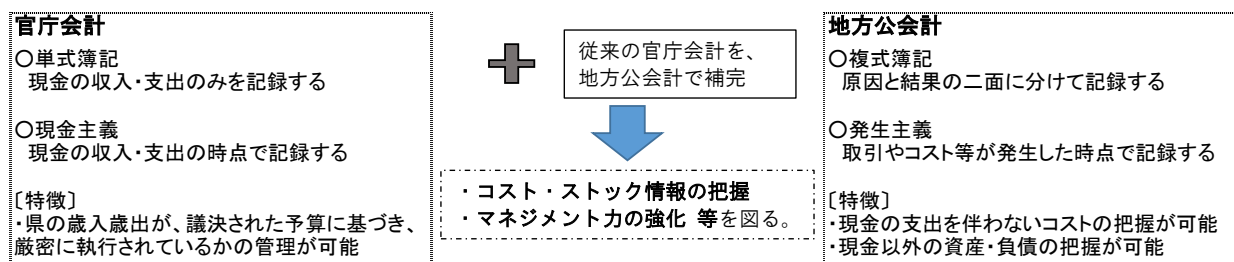 官庁会計
○単式簿記
現金の収入・支出のみを記録する
○現金主義
現金の収入・支出の時点で記録する
〔特徴〕
・県の歳入歳出が、議決された予算に基づき、
厳密に執行されているかの管理が可能
従来の官庁会計を、
地方公会計で補完
・コスト・ストック情報の把握
・マネジメント力の強化 等を図る。
地方公会計
○複式簿記
原因と結果の二面に分けて記録する
○発生主義
取引やコスト等が発生した時点で記録する
〔特徴〕
・現金の支出を伴わないコストの把握が可能
・現金以外の資産・負債の把握が可能